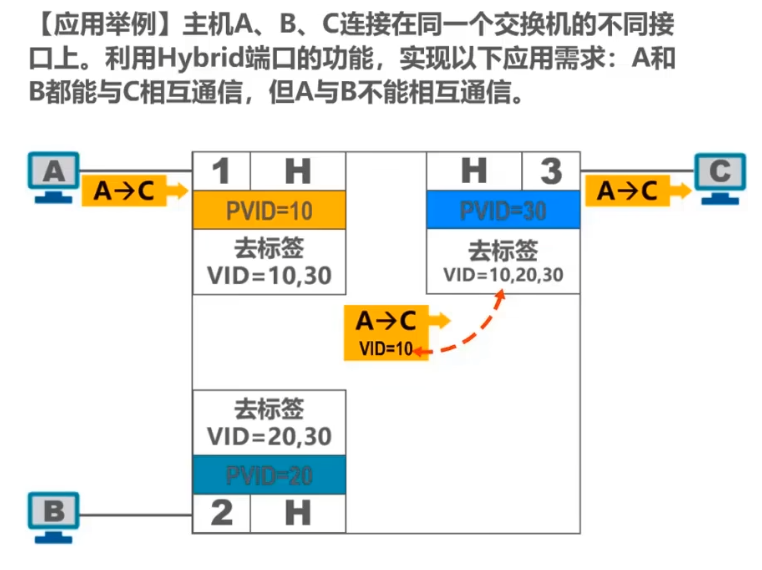 【应用举例】主机A、B、C连接在同一个交换机的不同接
口上。利用Hybrid端口的功能，实现以下应用需求：A和
B都能与C相互通信，但A与B不能相互通信。
A
A→C
1
H
PVID=10
去标签
VID=10,30
H
3
PVID=30
去标签
VID=10,20,30
A→C
C
A→C
VID=10
去标签
VID=20,30
PVID=20
2
H
B